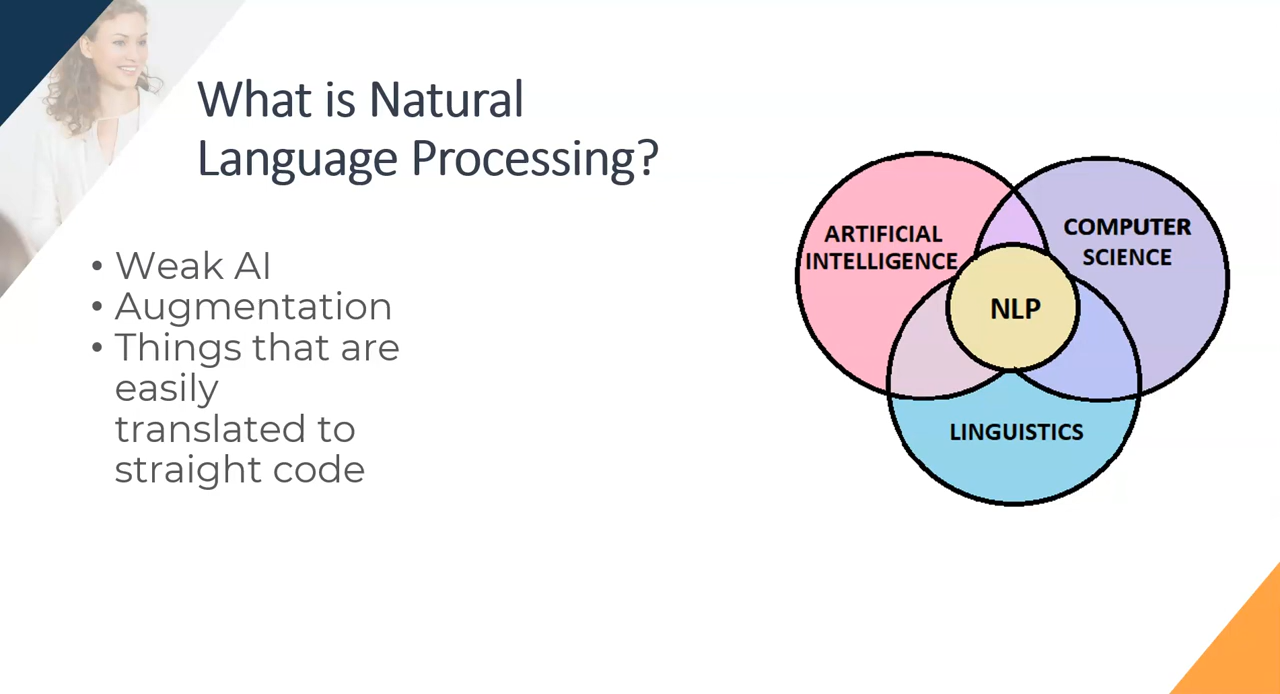 What is Natural
Language Processing?
• Weak AI
• Augmentation
• Things that are
easily
translated to
straight code
ARTIFICIAL
INTELLIGENCE
COMPUTER
SCIENCE
NLP
LINGUISTICS